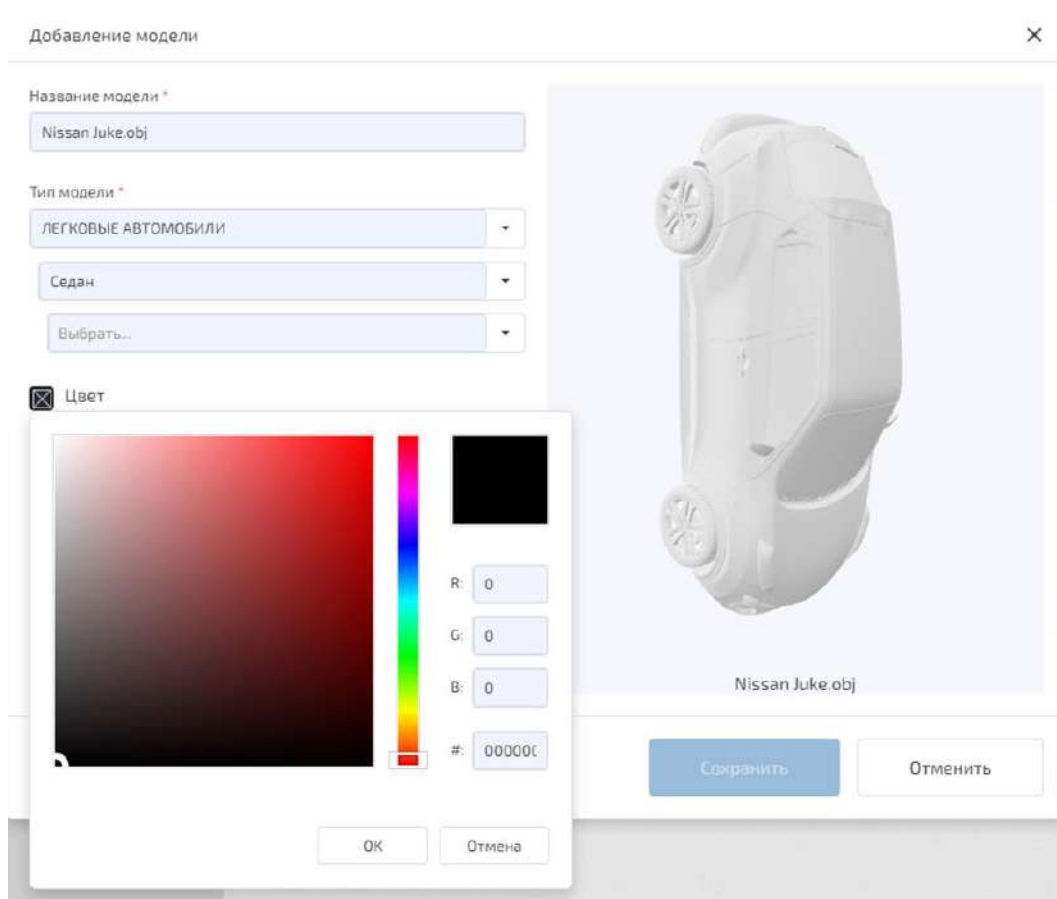 Добавление модели
Название модели *
Nissan Juke.obj
Тип модели *
ЛЕГКОВЫЕ АВТОМОБИЛИ
Седан
Выбрать...
Цвет
R: 0
G: 0
B: 0
#: 000000
OK
Отмена
Nissan Juke.obj
Сохранить
Отменить